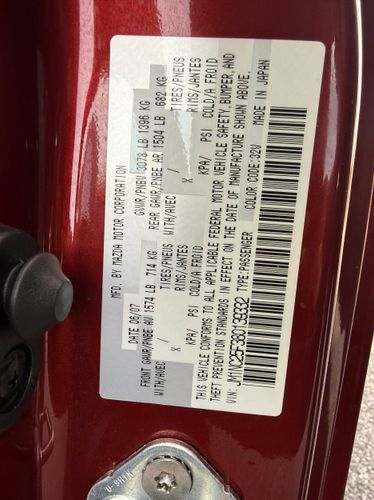 MFD. BY MAZDA MOTOR CORPORATION
DATE 06/07 GVWR/PNBV 3078 LB 1396 KG
FRONT GAWR/PNBE AV 1574 LB 714 KG REAR GAWR/PNBE AR 1504 LB 682 KG
WITH/AVEC TIRES/PNEUS WITH/AVEC TIRES/PNEUS
X RIMS/JANTES X RIMS/JANTES
KPA/ PSI COLD/A FROID KPA/ PSI COLD/A FROID
THIS VEHICLE CONFORMS TO ALL APPLICABLE FEDERAL MOTOR VEHICLE SAFETY, BUMPER, AND
THEFT PREVENTION STANDARDS IN EFFECT ON THE DATE OF MANUFACTURE SHOWN ABOVE.
VIN: JM1NC25F380139332 TYPE: PASSENGER COLOR CODE: 32V MADE IN JAPAN